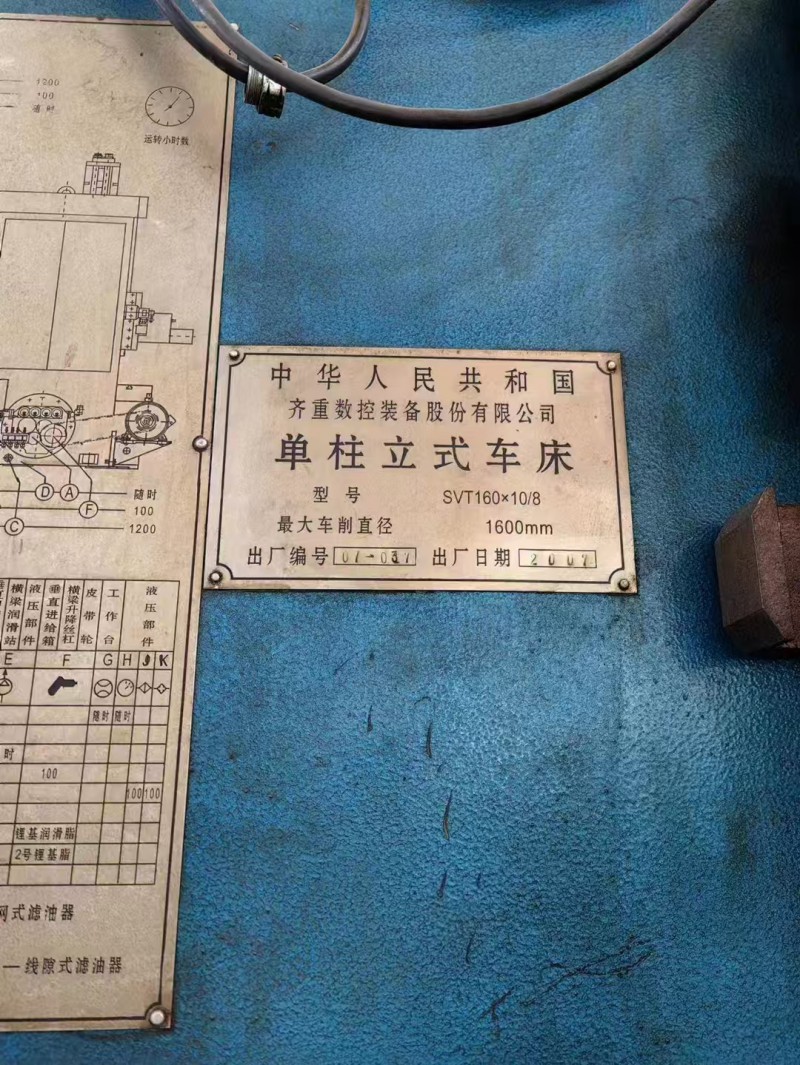 1200
100
适时
运转小时数
中华人民共和国
齐重数控装备股份有限公司
单柱立式车床
型号 SVT160×10/8
最大车削直径 1600mm
出厂编号 07-037 出厂日期 2007
D A 随时
F 100
C 1200
横梁润滑站 液压部件 垂直进给箱 横梁升降丝杠 皮带轮 工作台 液压部件
E F G H J K
随时 随时
时
100
100 100
锂基润滑脂
2号锂基脂
网式滤油器
—线隙式滤油器